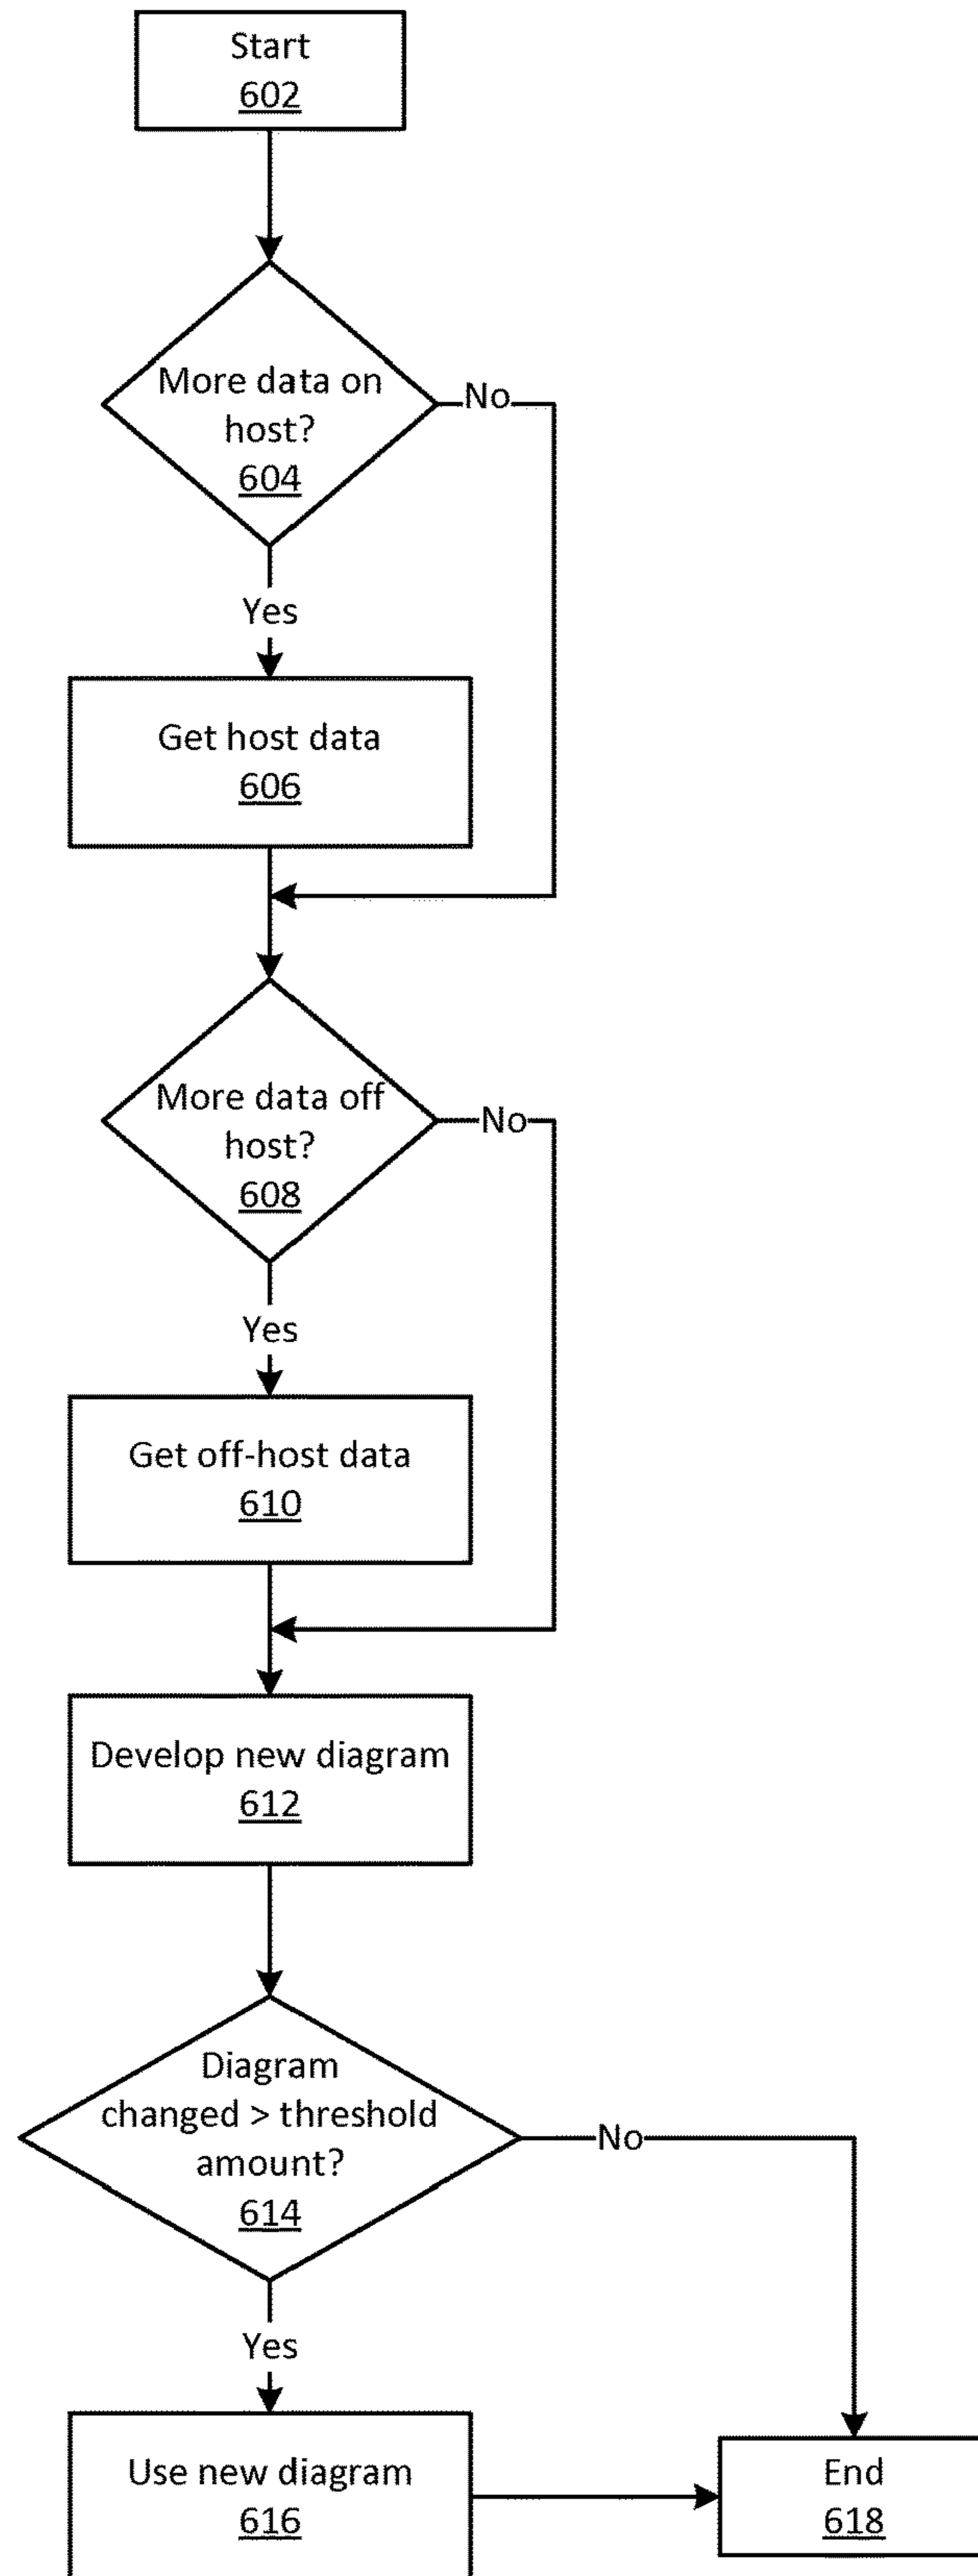 Start
602
More data on
host?
604
No
Yes
Get host data
606
More data off
host?
608
No
Yes
Get off-host data
610
Develop new diagram
612
Diagram
changed > threshold
amount?
614
No
Yes
Use new diagram
616
End
618